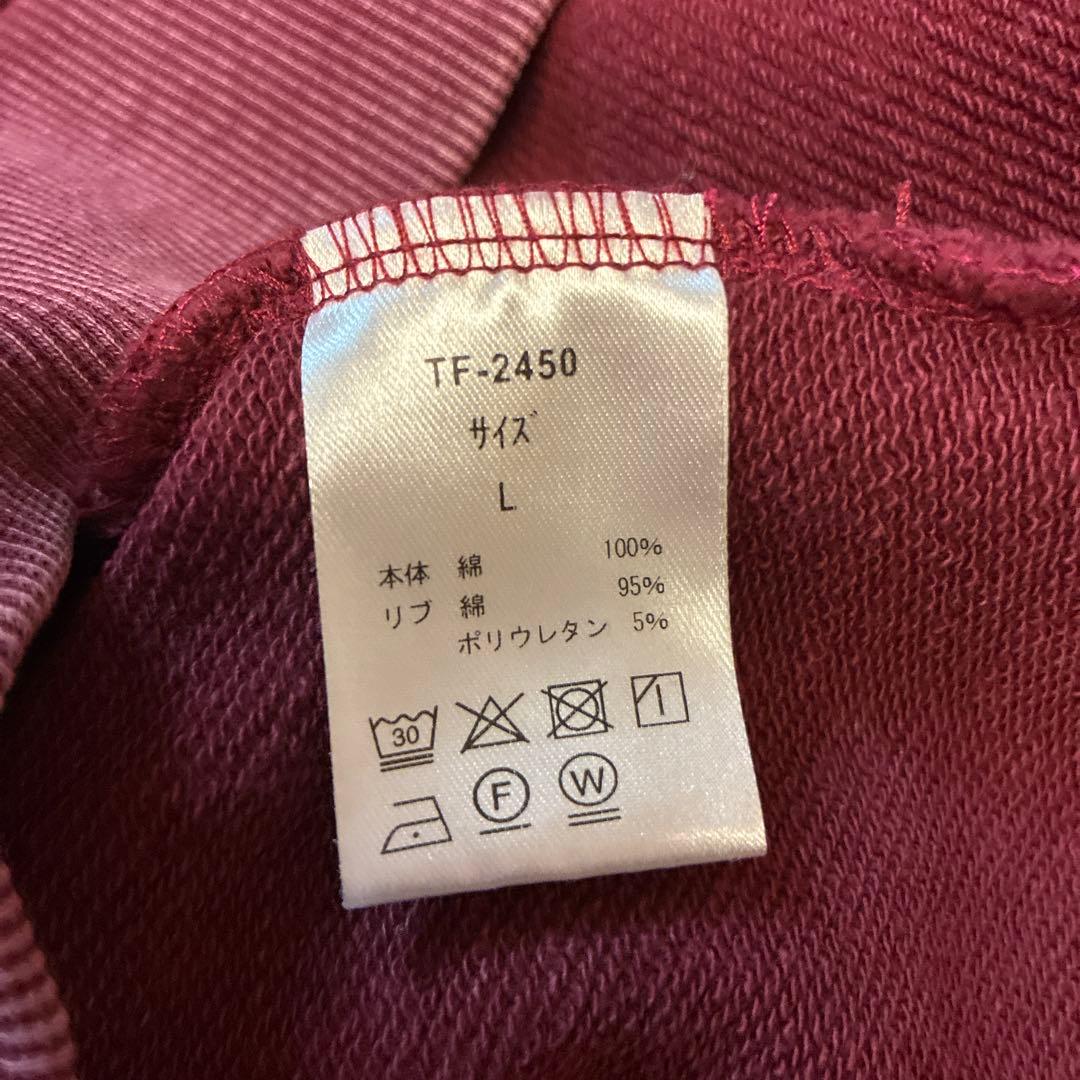 TF-2450
サイズ
L
本体 綿 100%
リブ 綿 95%
ポリウレタン 5%
30
F W